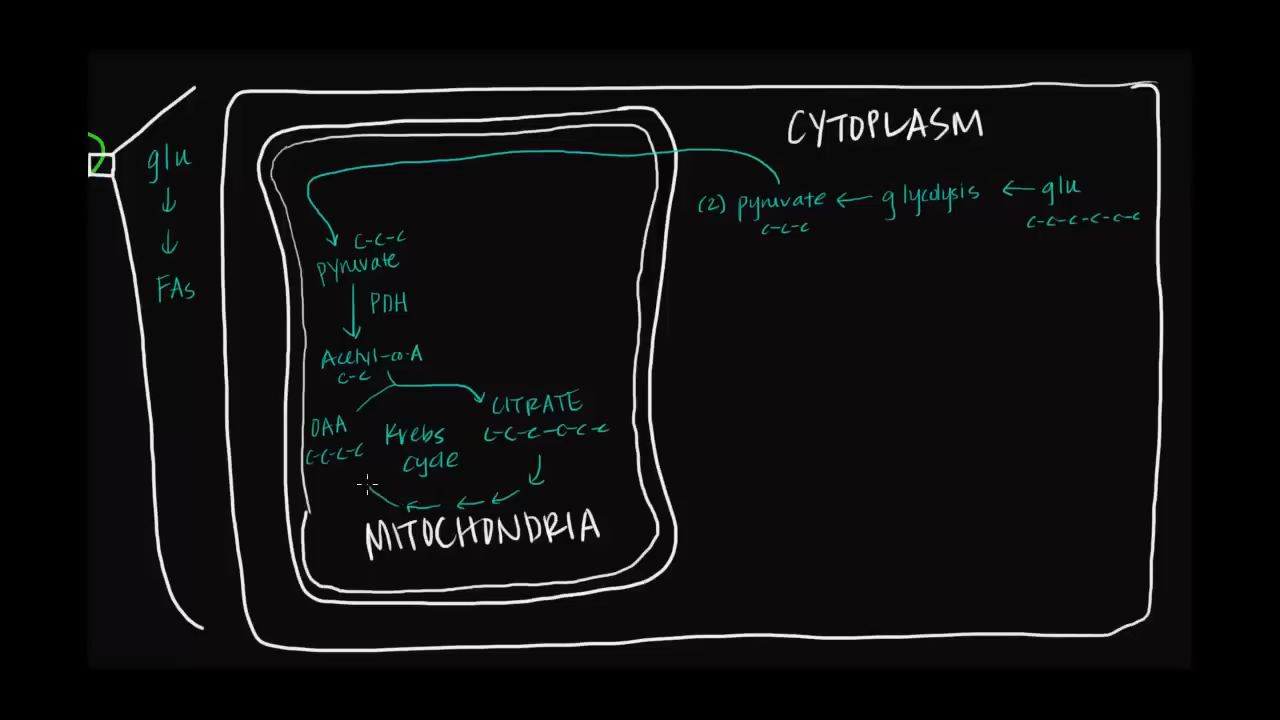 CYTOPLASM
glu
FAs
(2) pyruvate ← glycolysis ← glu
C-C-C
C-C-C-C-C-C
C-C-C
pyruvate
PDH
Acetyl-co-A
C-C
CITRATE
C-C-C-C-C-C
OAA
C-C-C-C
Krebs
cycle
MITOCHONDRIA